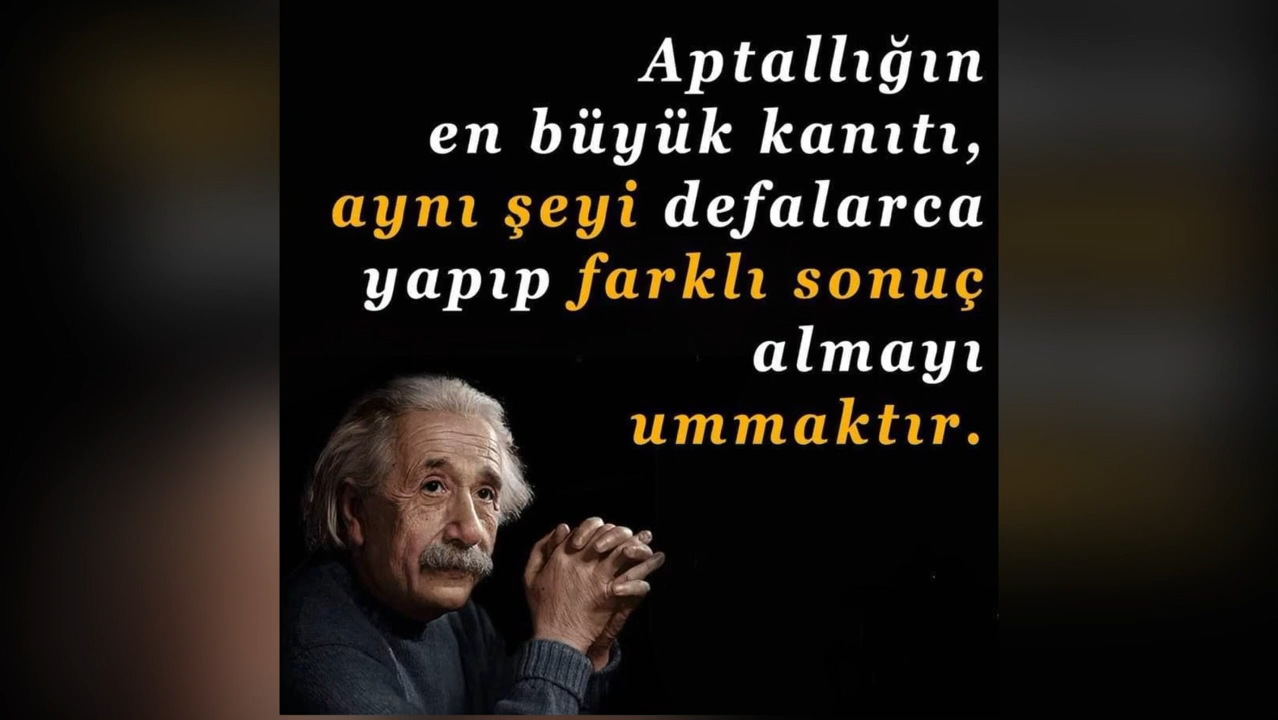 Aptallığın
en büyük kanıtı,
aynı şeyi defalarca
yapıp farklı sonuç
almayı
ummaktır.